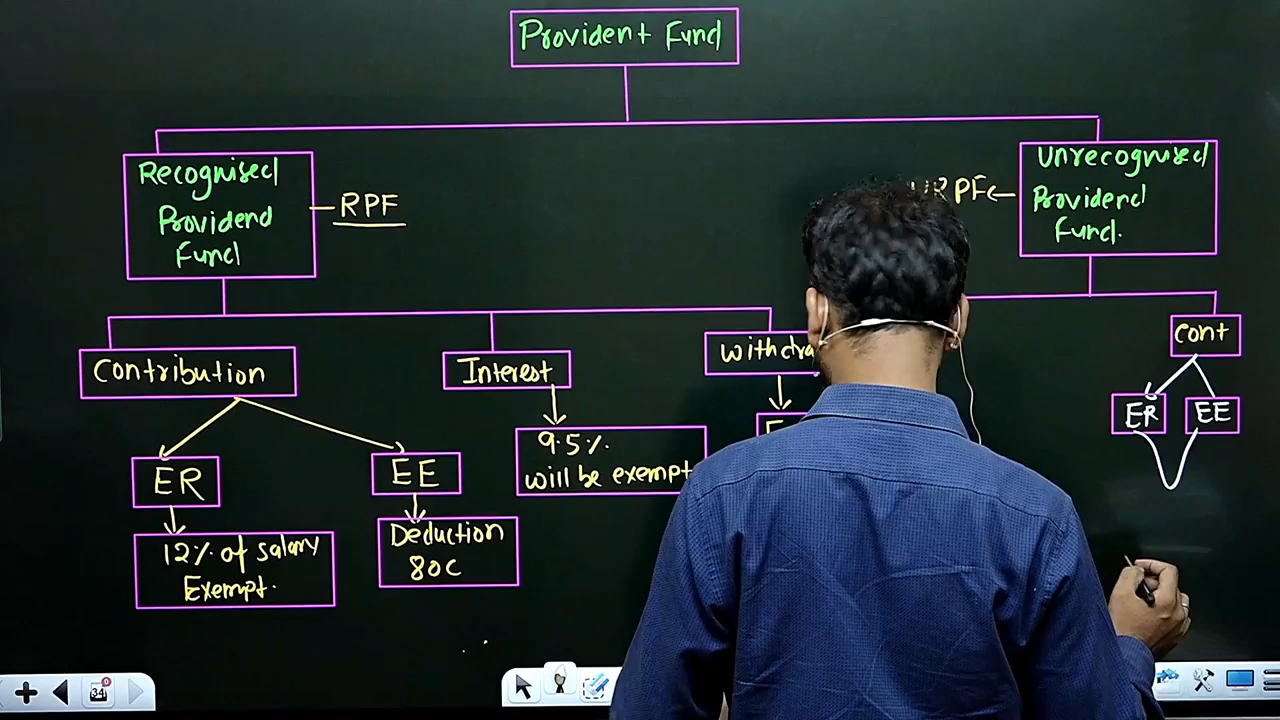 Provident Fund
Recognised
Providend
Fund
RPF
Unrecognised
Providend
Fund.
Contribution
Interest
cont
ER
EE
9.5%
will be exempt
ER
EE
12% of salary
Exempt.
Deduction
80C
34